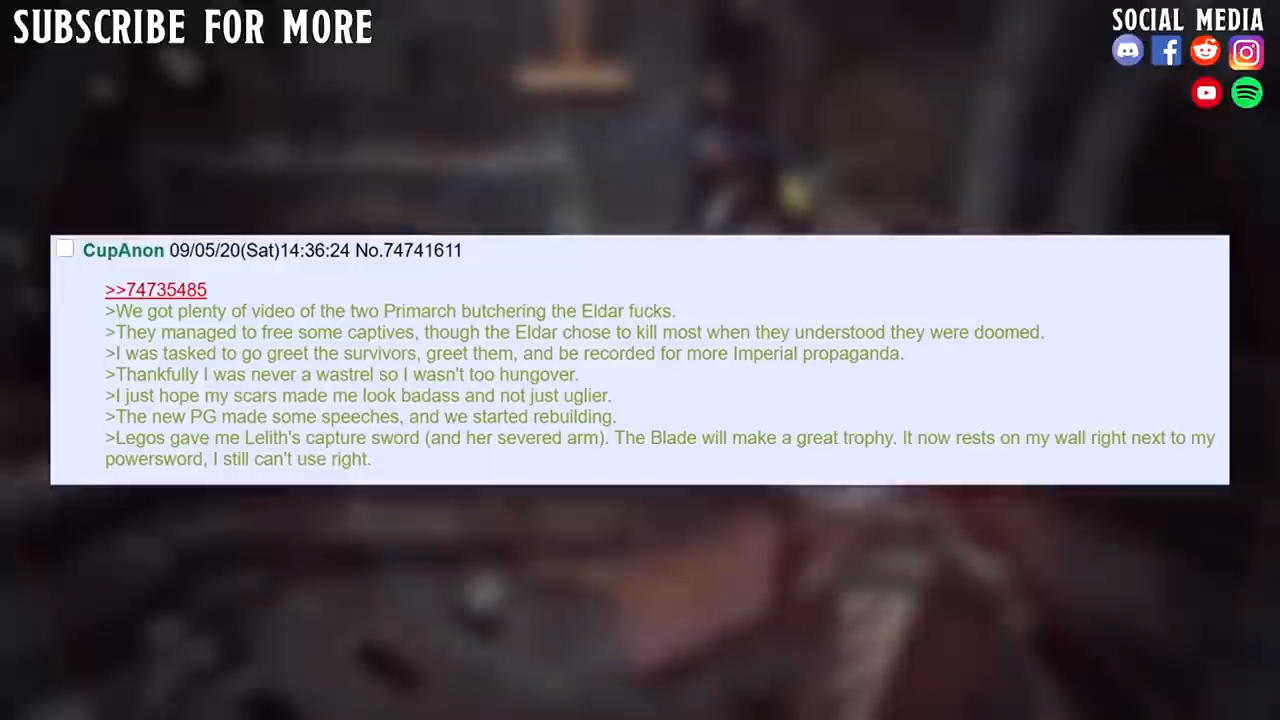 SUBSCRIBE FOR MORE
SOCIAL MEDIA
CupAnon 09/05/20(Sat)14:36:24 No.74741611
>>74735485
>We got plenty of video of the two Primarch butchering the Eldar fucks.
>They managed to free some captives, though the Eldar chose to kill most when they understood they were doomed.
>I was tasked to go greet the survivors, greet them, and be recorded for more Imperial propaganda.
>Thankfully I was never a wastrel so I wasn't too hungover.
>I just hope my scars made me look badass and not just uglier.
>The new PG made some speeches, and we started rebuilding.
>Legos gave me Lelith's capture sword (and her severed arm). The Blade will make a great trophy. It now rests on my wall right next to my
powersword, I still can't use right.